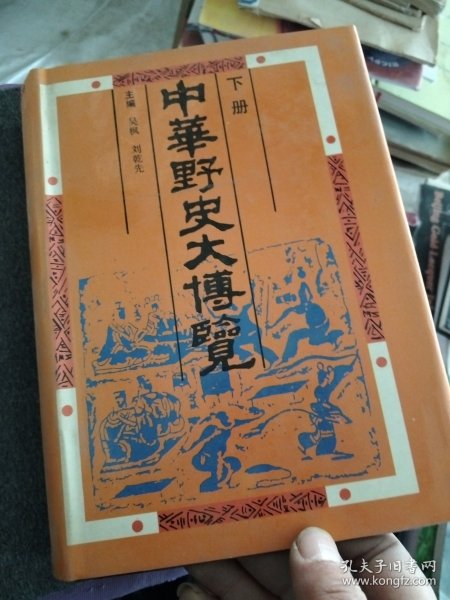 下册
中華野史大博覽
主编 吴枫 刘乾先
孔夫子旧书网
www.kongfz.com